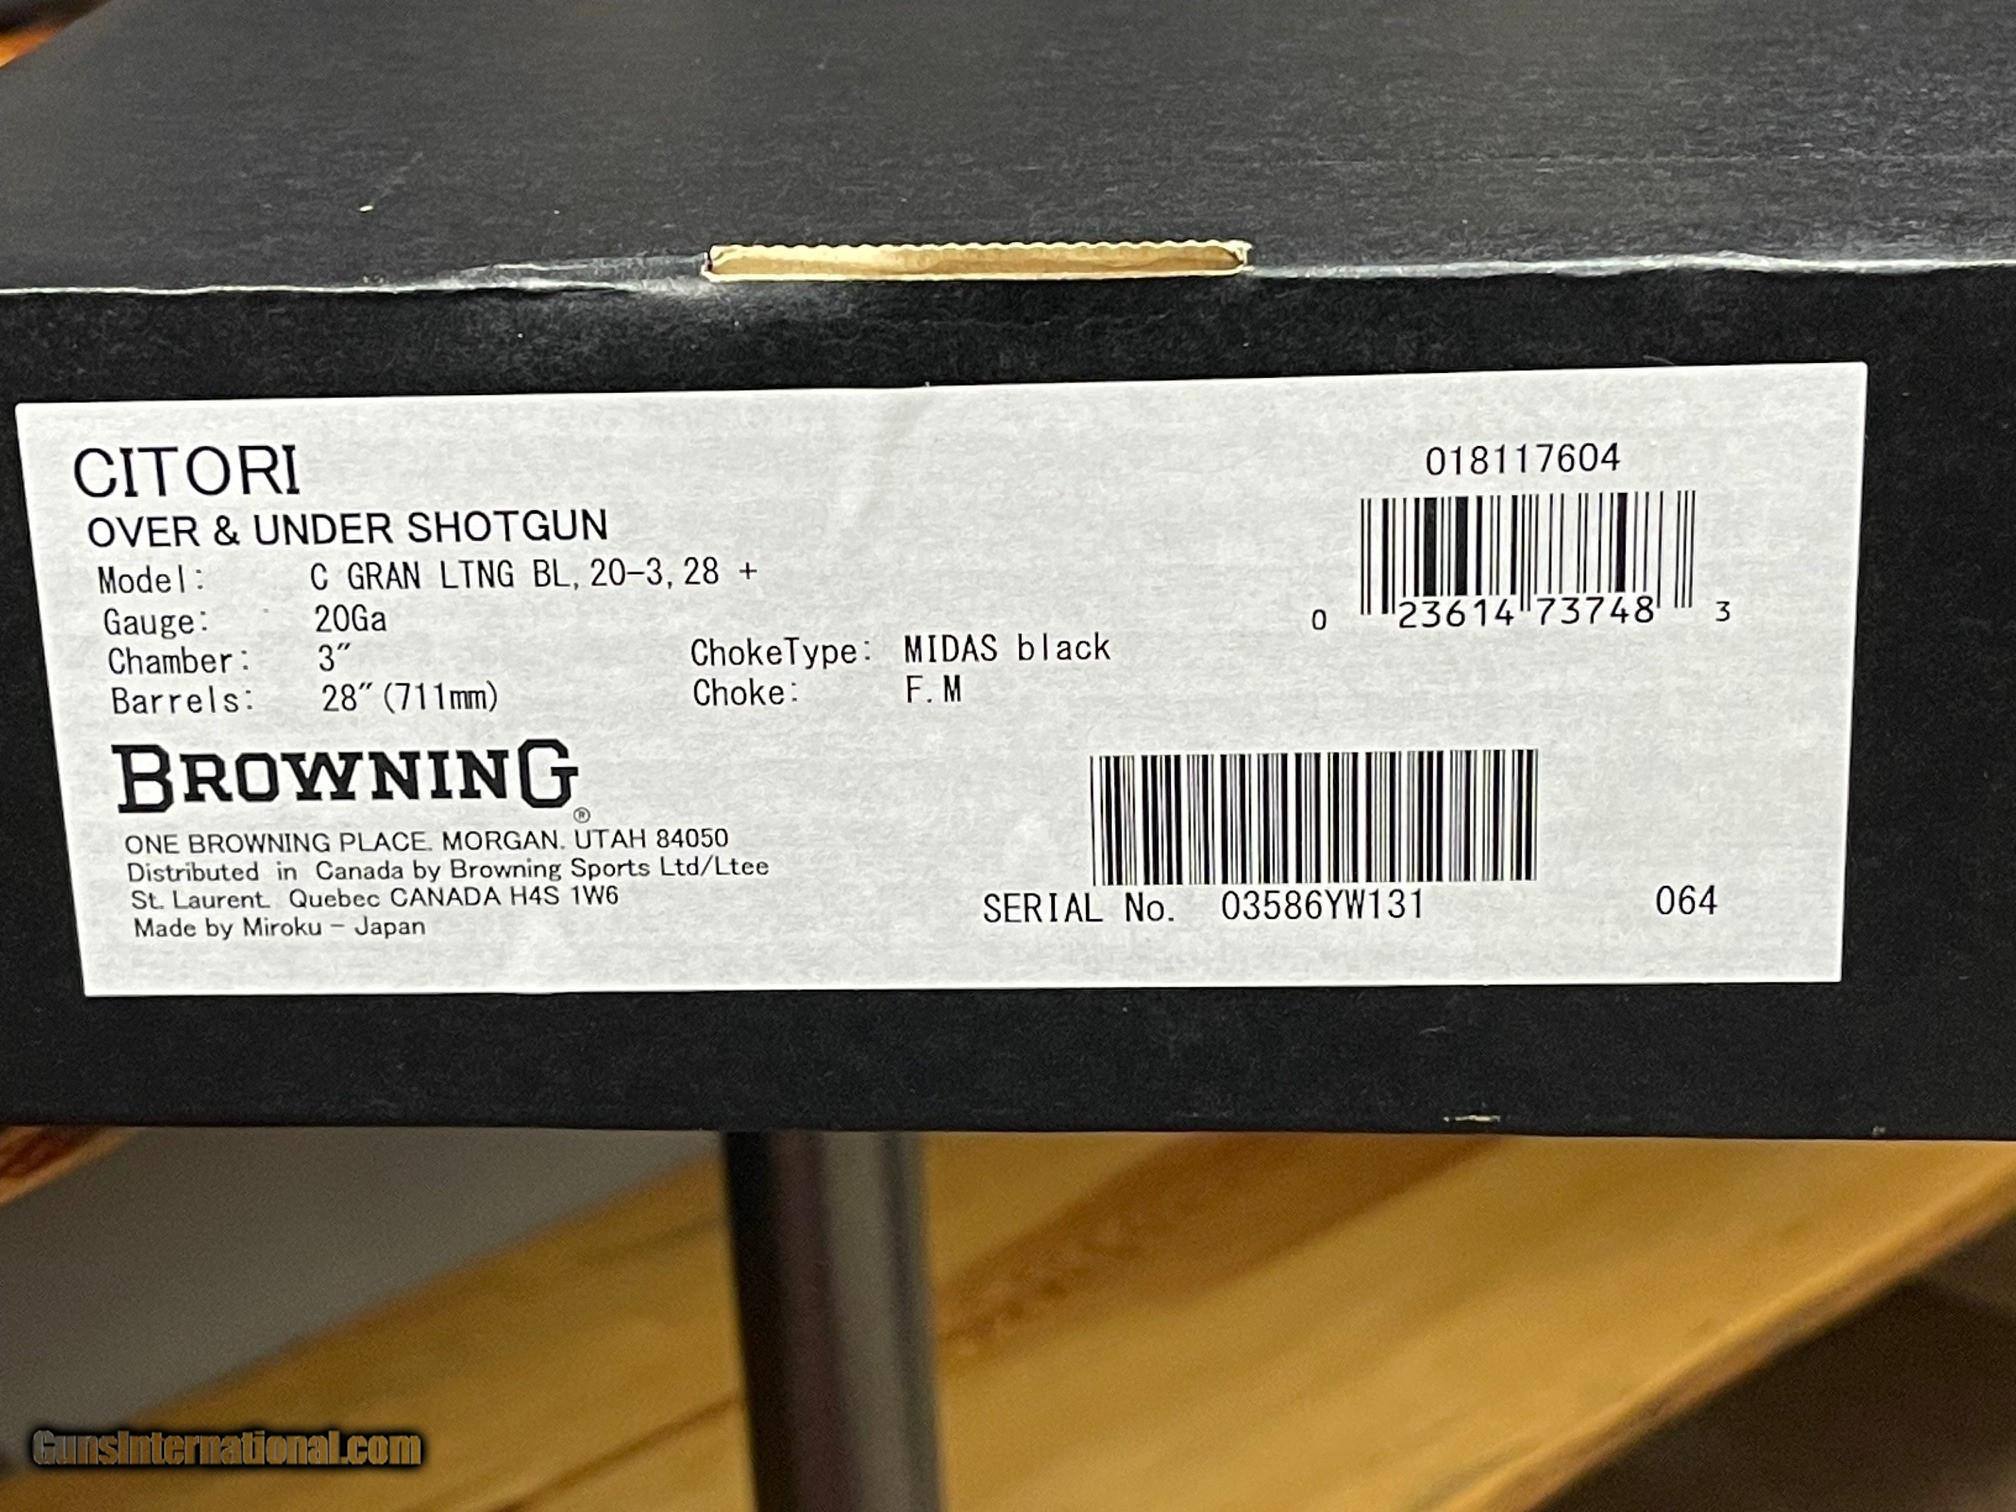 CITORI
OVER & UNDER SHOTGUN
Model: C GRAN LTNG BL, 20-3, 28 +
Gauge: 20Ga
Chamber: 3″ ChokeType: MIDAS black
Barrels: 28″(711mm) Choke: F.M
018117604
0 23614 73748 3
BROWNING®
ONE BROWNING PLACE. MORGAN. UTAH 84050
Distributed in Canada by Browning Sports Ltd/Ltee
St. Laurent. Quebec CANADA H4S 1W6
Made by Miroku - Japan
SERIAL No. 03586YW131 064
GunsInternational.com